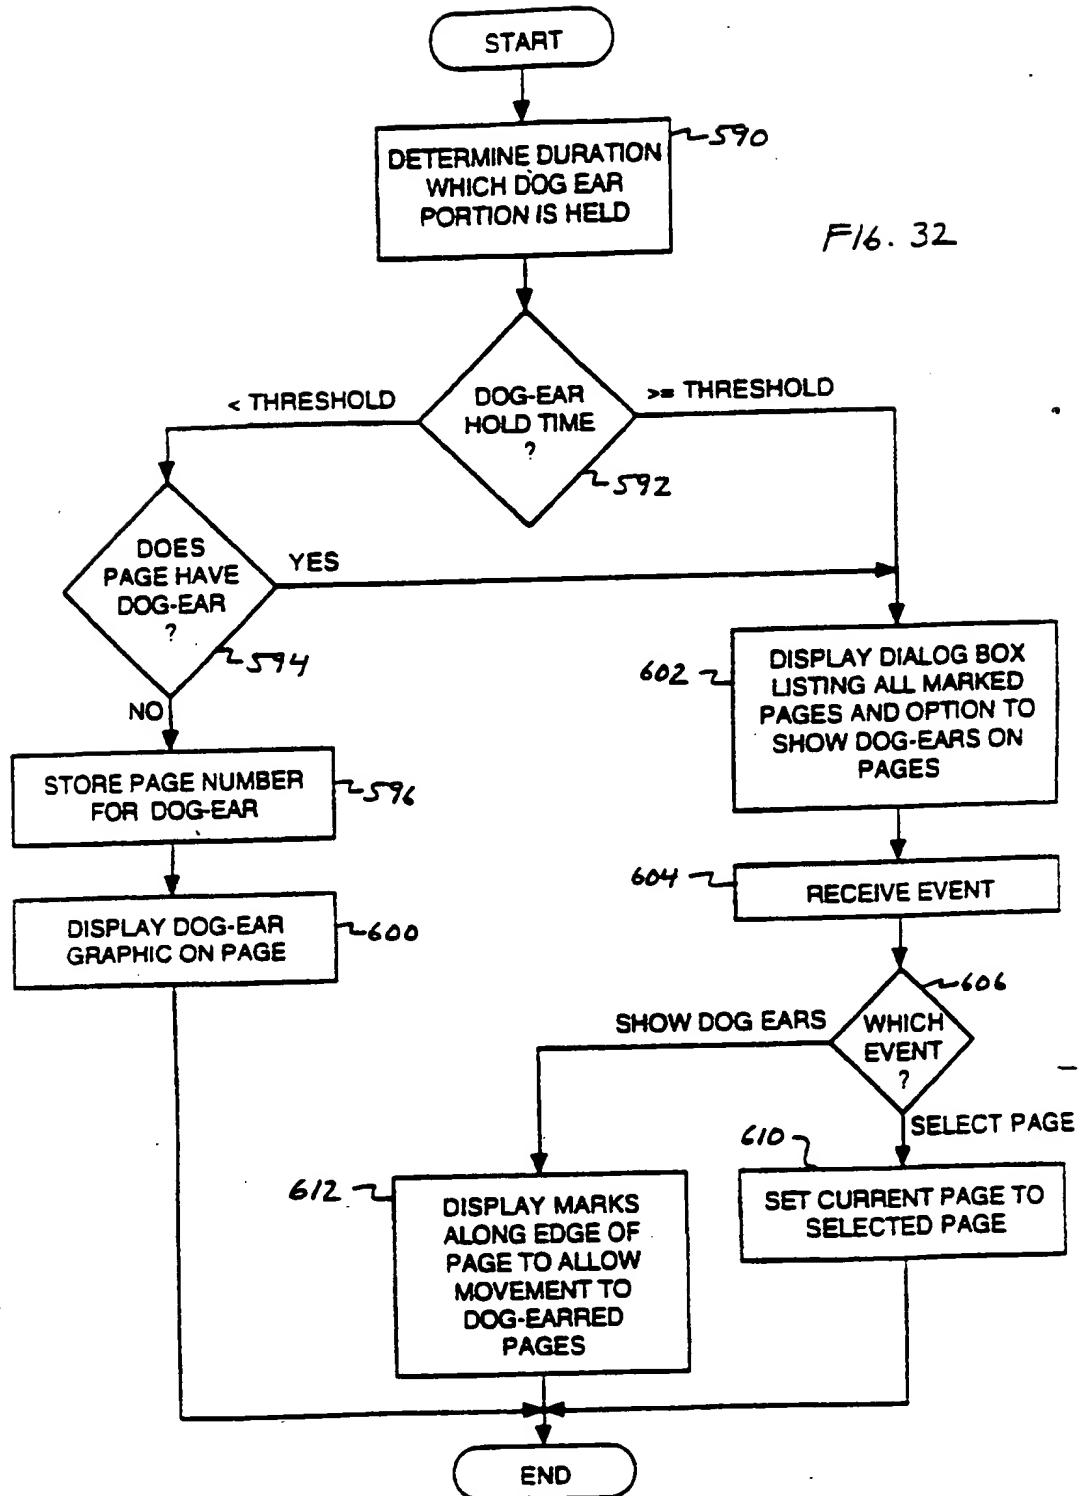 START
590
DETERMINE DURATION
WHICH DOG EAR
PORTION IS HELD
FIG. 32
< THRESHOLD
DOG-EAR
HOLD TIME
?
>= THRESHOLD
592
DOES
PAGE HAVE
DOG-EAR
?
YES
594
NO
602
DISPLAY DIALOG BOX
LISTING ALL MARKED
PAGES AND OPTION TO
SHOW DOG-EARS ON
PAGES
STORE PAGE NUMBER
FOR DOG-EAR
596
604
RECEIVE EVENT
DISPLAY DOG-EAR
GRAPHIC ON PAGE
600
606
SHOW DOG EARS
WHICH
EVENT
?
SELECT PAGE
610
612
DISPLAY MARKS
ALONG EDGE OF
PAGE TO ALLOW
MOVEMENT TO
DOG-EARRED
PAGES
SET CURRENT PAGE TO
SELECTED PAGE
END